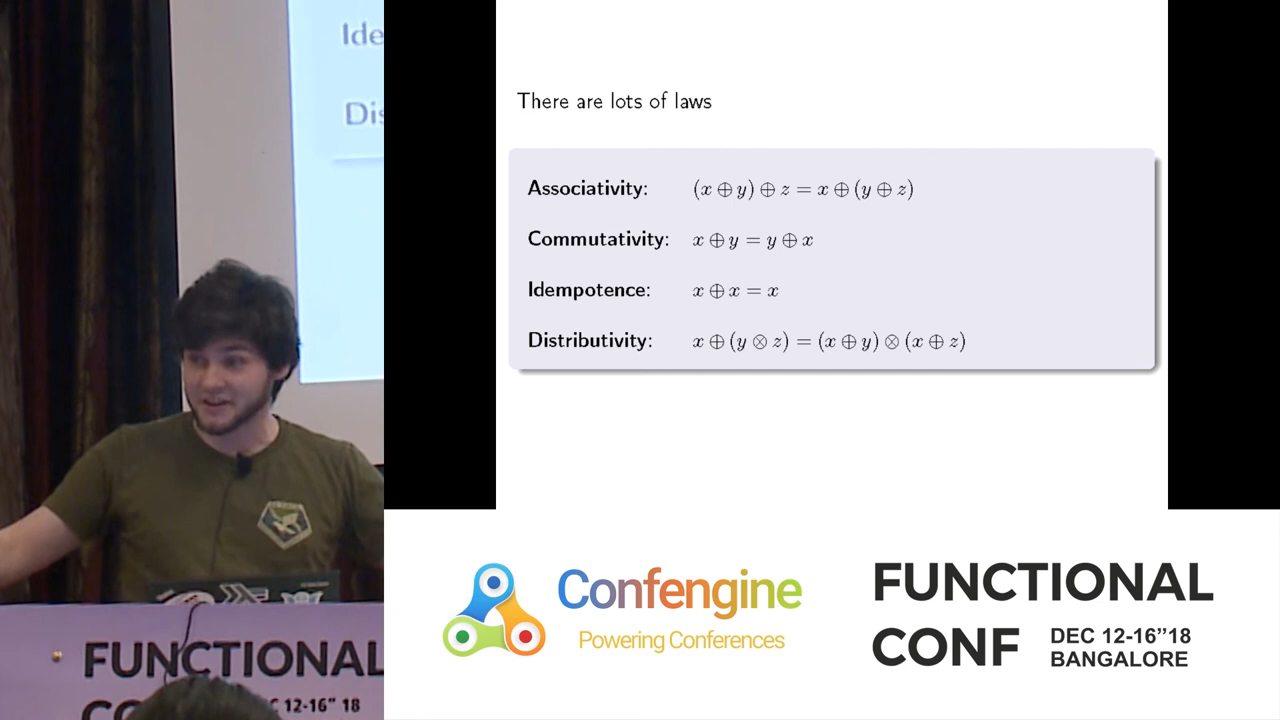 Ide
Dis
There are lots of laws
Associativity: (x ⊕ y) ⊕ z = x ⊕ (y ⊕ z)
Commutativity: x ⊕ y = y ⊕ x
Idempotence: x ⊕ x = x
Distributivity: x ⊕ (y ⊗ z) = (x ⊕ y) ⊗ (x ⊕ z)
Confengine
Powering Conferences
FUNCTIONAL
CONF DEC 12-16”18
BANGALORE
FUNCTIONAL
CO C 12-16” 18